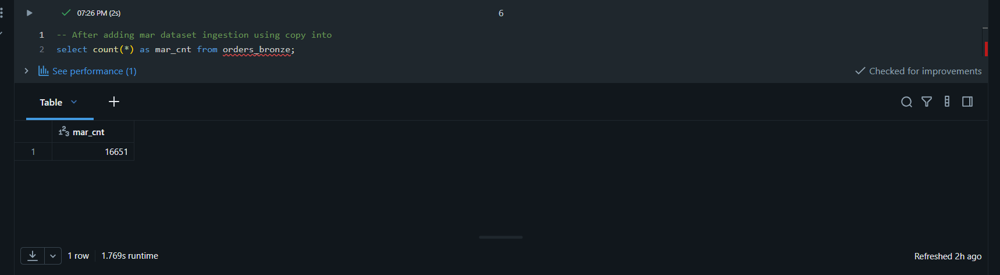 07:26 PM (2s)
6
1 -- After adding mar dataset ingestion using copy into
2 select count(*) as mar_cnt from orders_bronze;
See performance (1)
Checked for improvements
Table
123 mar_cnt
1 16651
1 row
1.769s runtime
Refreshed 2h ago